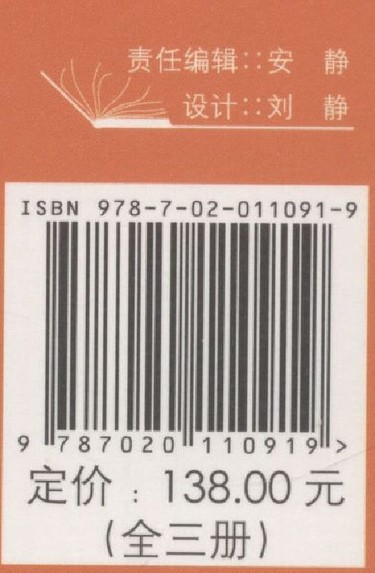 责任编辑::安　静
设计::刘　静
ISBN 978-7-02-011091-9
9 787020 110919 >
定价：138.00 元
(全三册)